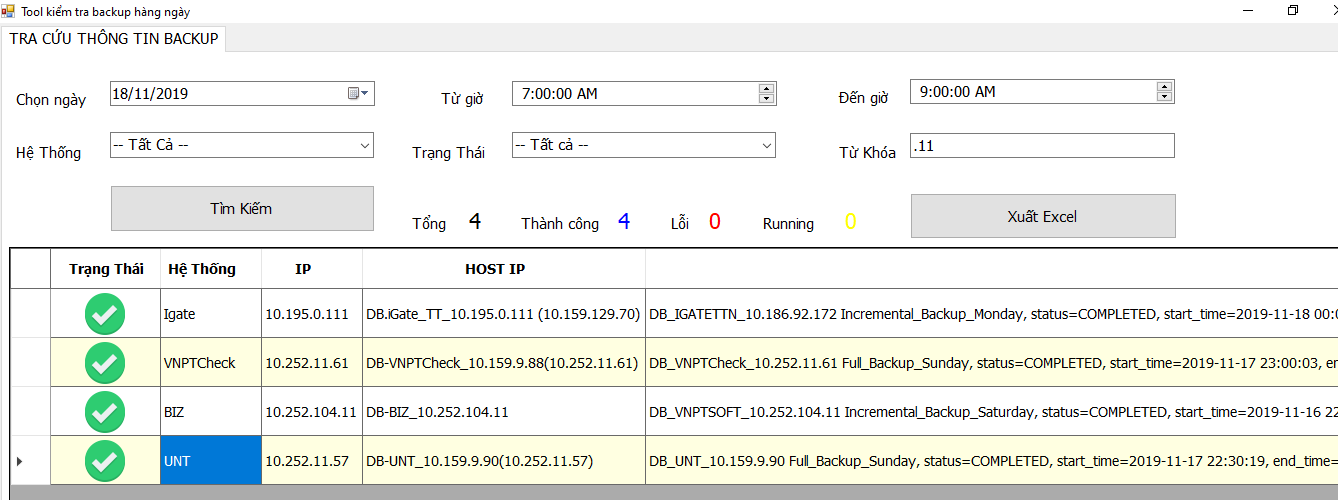 Tool kiểm tra backup hàng ngày
TRA CỨU THÔNG TIN BACKUP
Chọn ngày 18/11/2019 Từ giờ 7:00:00 AM Đến giờ 9:00:00 AM
Hệ Thống -- Tất Cả -- Trạng Thái -- Tất cả -- Từ Khóa .11
Tìm Kiếm Tổng 4 Thành công 4 Lỗi 0 Running 0 Xuất Excel
Trạng Thái Hệ Thống IP HOST IP
Igate 10.195.0.111 DB.iGate_TT_10.195.0.111 (10.159.129.70) DB_IGATETTN_10.186.92.172 Incremental_Backup_Monday, status=COMPLETED, start_time=2019-11-18 00:0
VNPTCheck 10.252.11.61 DB-VNPTCheck_10.159.9.88(10.252.11.61) DB_VNPTCheck_10.252.11.61 Full_Backup_Sunday, status=COMPLETED, start_time=2019-11-17 23:00:03, en
BIZ 10.252.104.11 DB-BIZ_10.252.104.11 DB_VNPTSOFT_10.252.104.11 Incremental_Backup_Saturday, status=COMPLETED, start_time=2019-11-16 22
UNT 10.252.11.57 DB-UNT_10.159.9.90(10.252.11.57) DB_UNT_10.159.9.90 Full_Backup_Sunday, status=COMPLETED, start_time=2019-11-17 22:30:19, end_time=